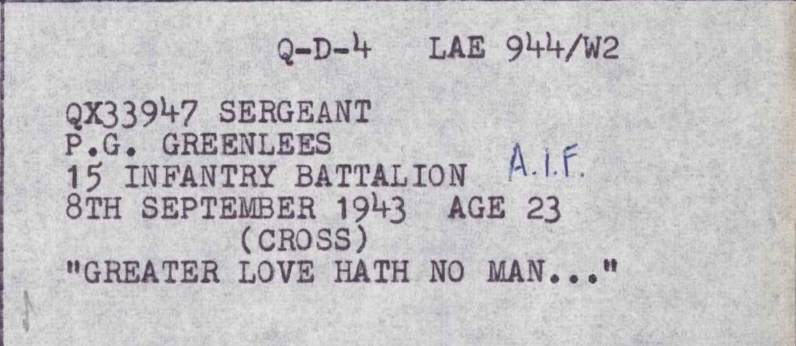 Q-D-4 LAE 944/W2
QX33947 SERGEANT
P.G. GREENLEES
15 INFANTRY BATTALION A.I.F.
8TH SEPTEMBER 1943 AGE 23
(CROSS)
"GREATER LOVE HATH NO MAN..."